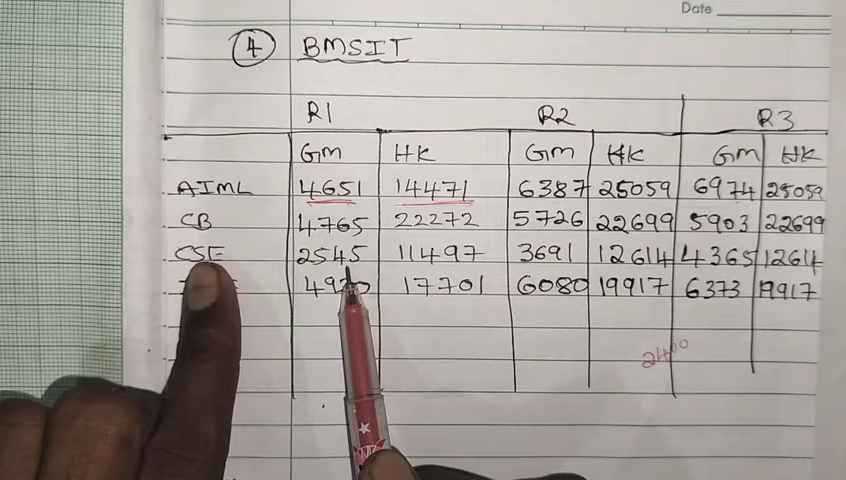 Date
4 BMSIT
R1 R2 R3
GM HK GM HK GM HK
AIML 4651 14471 6387 25059 6974 25059
CB 4765 22272 5726 22699 5903 22699
CSE 2545 11497 3691 12614 4365 12614
17701 6080 19917 6373 19917
2400